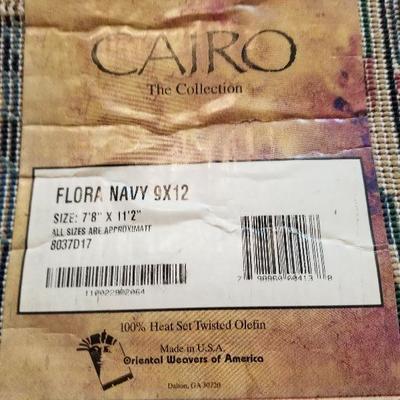 CAIRO
The Collection
FLORA NAVY 9X12
SIZE: 7'8" X 11'2"
ALL SIZES ARE APPROXIMATE
8037D17
100% Heat Set Twisted Olefin
Made in U.S.A.
Oriental Weavers of America
Dalton, GA 30720